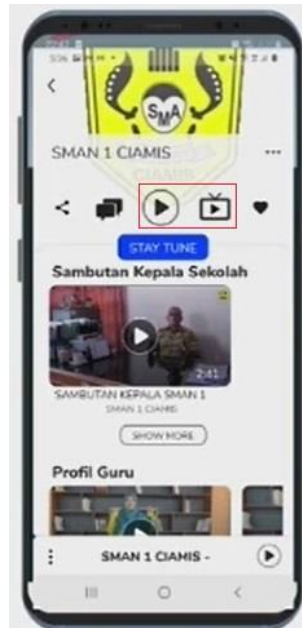 SMA
SMAN 1 CIAMIS
CIAMIS
STAY TUNE
Sambutan Kepala Sekolah
2:41
SAMBUTAN KEPALA SMAN 1
SMAN 1 CIAMIS
SHOW MORE
Profil Guru
SMAN 1 CIAMIS -